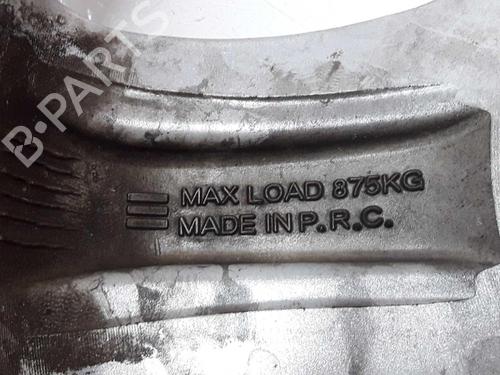 B·PARTS
MAX LOAD 875KG
MADE IN P.R.C.